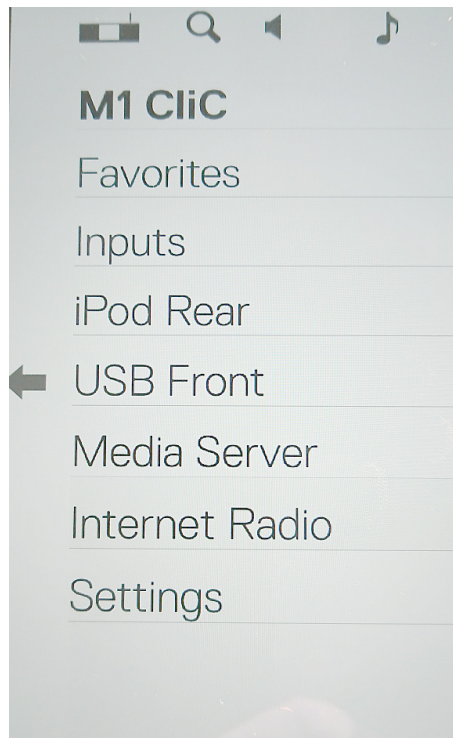 M1 CliC
Favorites
Inputs
iPod Rear
USB Front
Media Server
Internet Radio
Settings